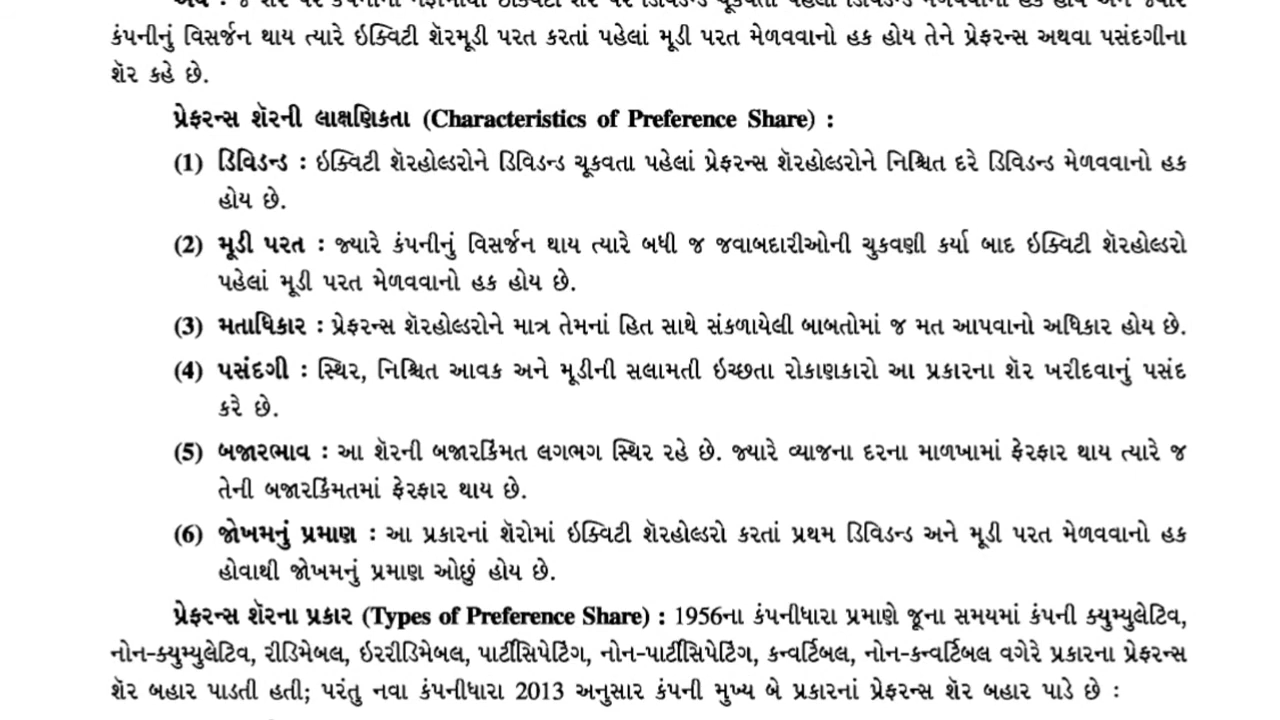 કંપનીનું વિસર્જન થાય ત્યારે ઇક્વિટી શૅરમૂડી પરત કરતાં પહેલાં મૂડી પરત મેળવવાનો હક હોય તેને પ્રેફરન્સ અથવા પસંદગીના
શૅર કહે છે.
પ્રેફરન્સ શૅરની લાક્ષણિકતા (Characteristics of Preference Share) :
(1) ડિવિડન્ડ : ઇક્વિટી શૅરહોલ્ડરોને ડિવિડન્ડ ચૂકવતા પહેલાં પ્રેફરન્સ શૅરહોલ્ડરોને નિશ્ચિત દરે ડિવિડન્ડ મેળવવાનો હક
હોય છે.
(2) મૂડી પરત : જ્યારે કંપનીનું વિસર્જન થાય ત્યારે બધી જ જવાબદારીઓની ચુકવણી કર્યા બાદ ઇક્વિટી શૅરહોલ્ડરો
પહેલાં મૂડી પરત મેળવવાનો હક હોય છે.
(3) મતાધિકાર : પ્રેફરન્સ શૅરહોલ્ડરોને માત્ર તેમનાં હિત સાથે સંકળાયેલી બાબતોમાં જ મત આપવાનો અધિકાર હોય છે.
(4) પસંદગી : સ્થિર, નિશ્ચિત આવક અને મૂડીની સલામતી ઇચ્છતા રોકાણકારો આ પ્રકારના શૅર ખરીદવાનું પસંદ
કરે છે.
(5) બજારભાવ : આ શૅરની બજારકિંમત લગભગ સ્થિર રહે છે. જ્યારે વ્યાજના દરના માળખામાં ફેરફાર થાય ત્યારે જ
તેની બજારકિંમતમાં ફેરફાર થાય છે.
(6) જોખમનું પ્રમાણ : આ પ્રકારનાં શૅરોમાં ઇક્વિટી શૅરહોલ્ડરો કરતાં પ્રથમ ડિવિડન્ડ અને મૂડી પરત મેળવવાનો હક
હોવાથી જોખમનું પ્રમાણ ઓછું હોય છે.
પ્રેફરન્સ શૅરના પ્રકાર (Types of Preference Share) : 1956ના કંપનીધારા પ્રમાણે જૂના સમયમાં કંપની ક્યુમ્યુલેટિવ,
નોન-ક્યુમ્યુલેટિવ, રીડિમેબલ, ઇરરીડિમેબલ, પાર્ટીસિપેટિંગ, નોન-પાર્ટીસિપેટિંગ, કન્વર્ટિબલ, નોન-કન્વર્ટિબલ વગેરે પ્રકારના પ્રેફરન્સ
શૅર બહાર પાડતી હતી; પરંતુ નવા કંપનીધારા 2013 અનુસાર કંપની મુખ્ય બે પ્રકારનાં પ્રેફરન્સ શૅર બહાર પાડે છે :